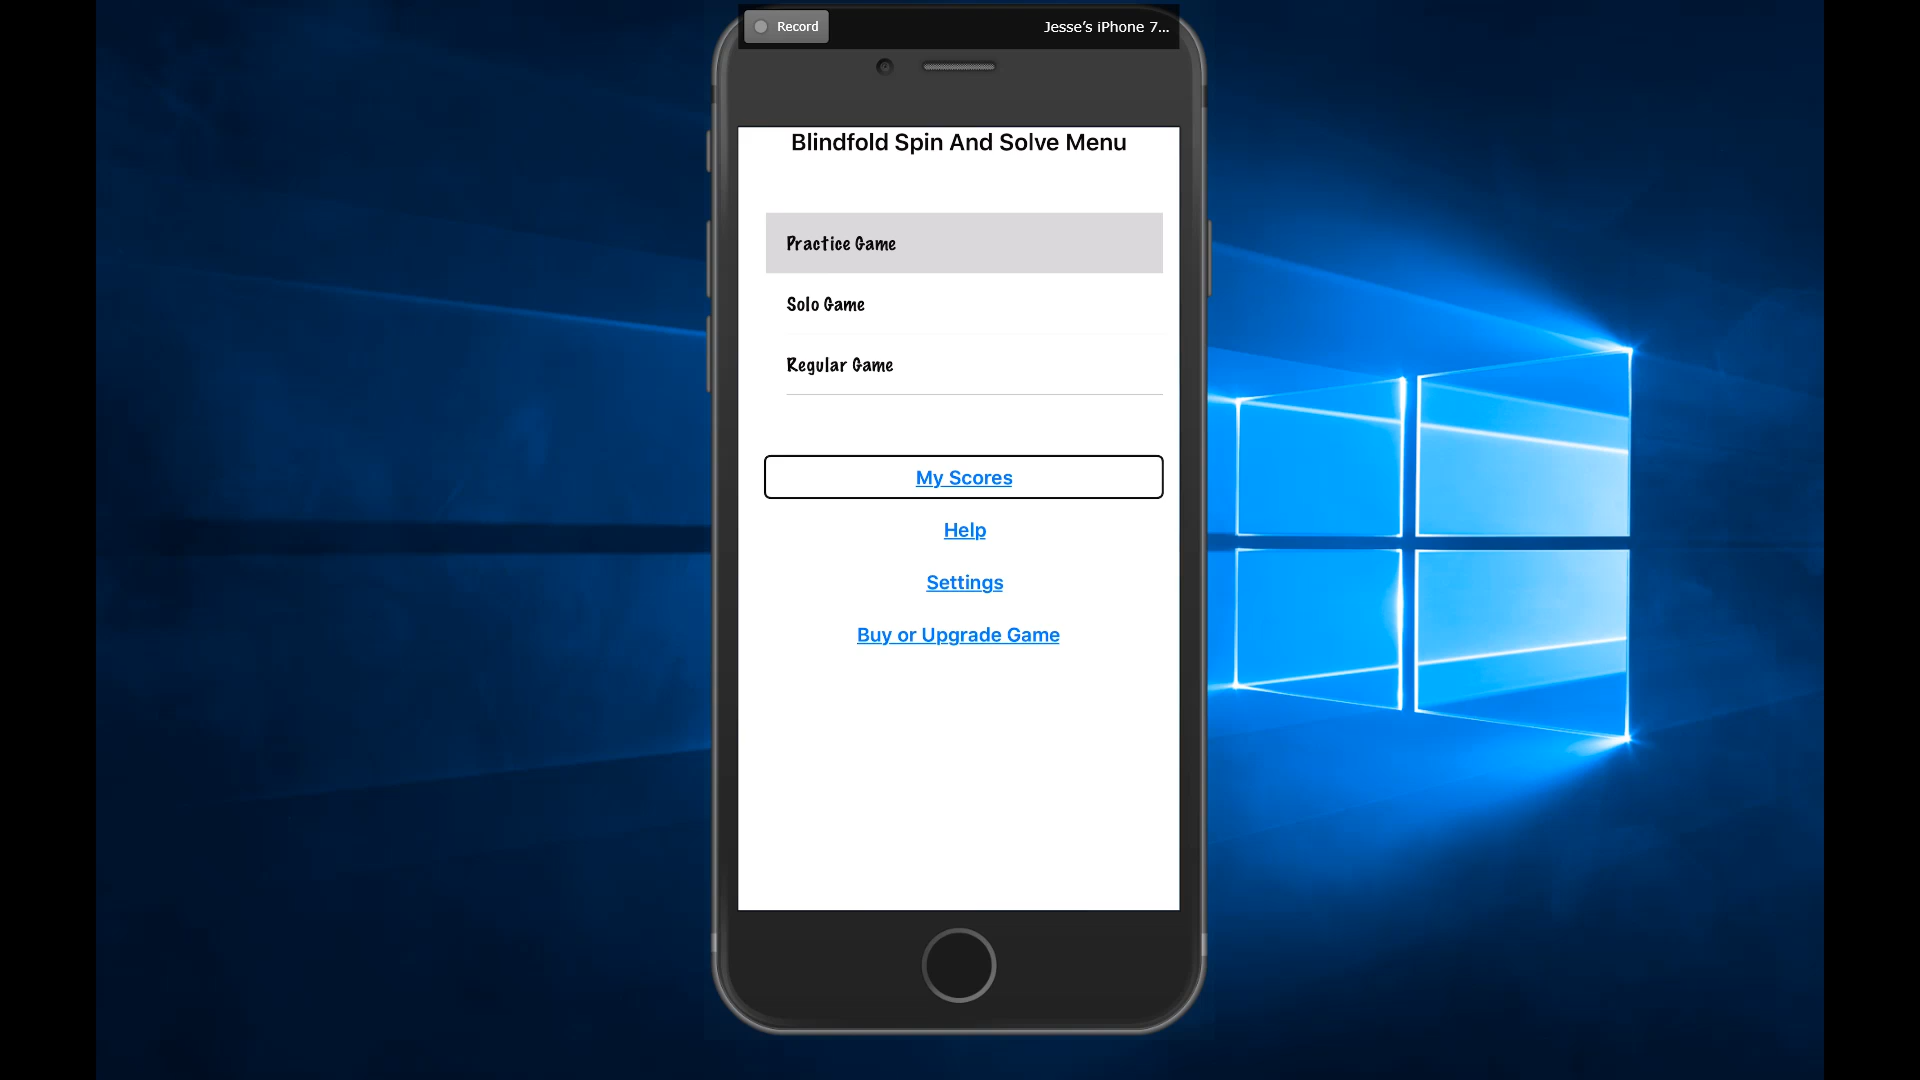 Record
Jesse’s iPhone 7...
Blindfold Spin And Solve Menu
Practice Game
Solo Game
Regular Game
My Scores
Help
Settings
Buy or Upgrade Game